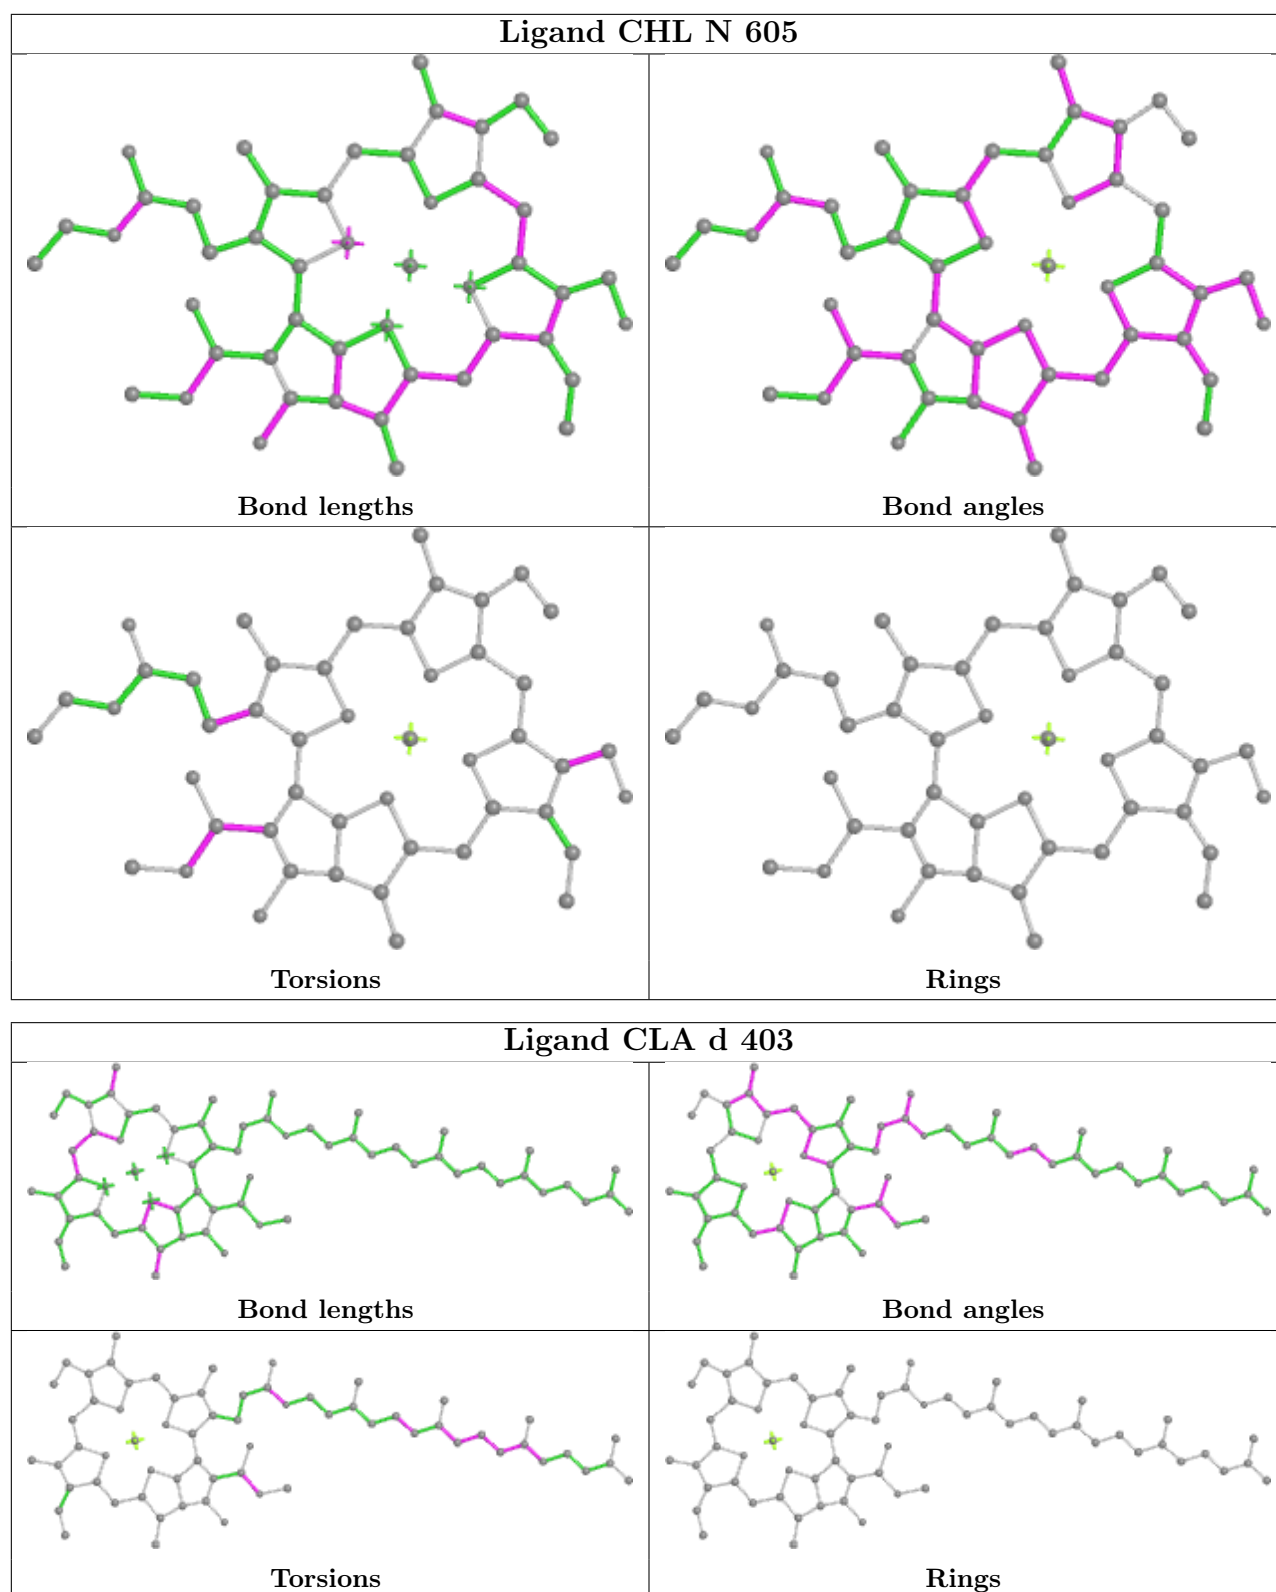 Ligand CHL N 605
Bond lengths
Bond angles
Torsions
Rings
Ligand CLA d 403
Bond lengths
Bond angles
Torsions
Rings